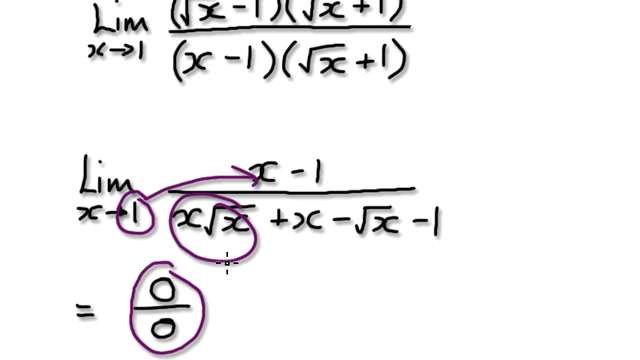 Lim x→1 (√x − 1)(√x + 1) / (x − 1)(√x + 1)
Lim x→1 x − 1 / x√x + x − √x − 1
= 0/0